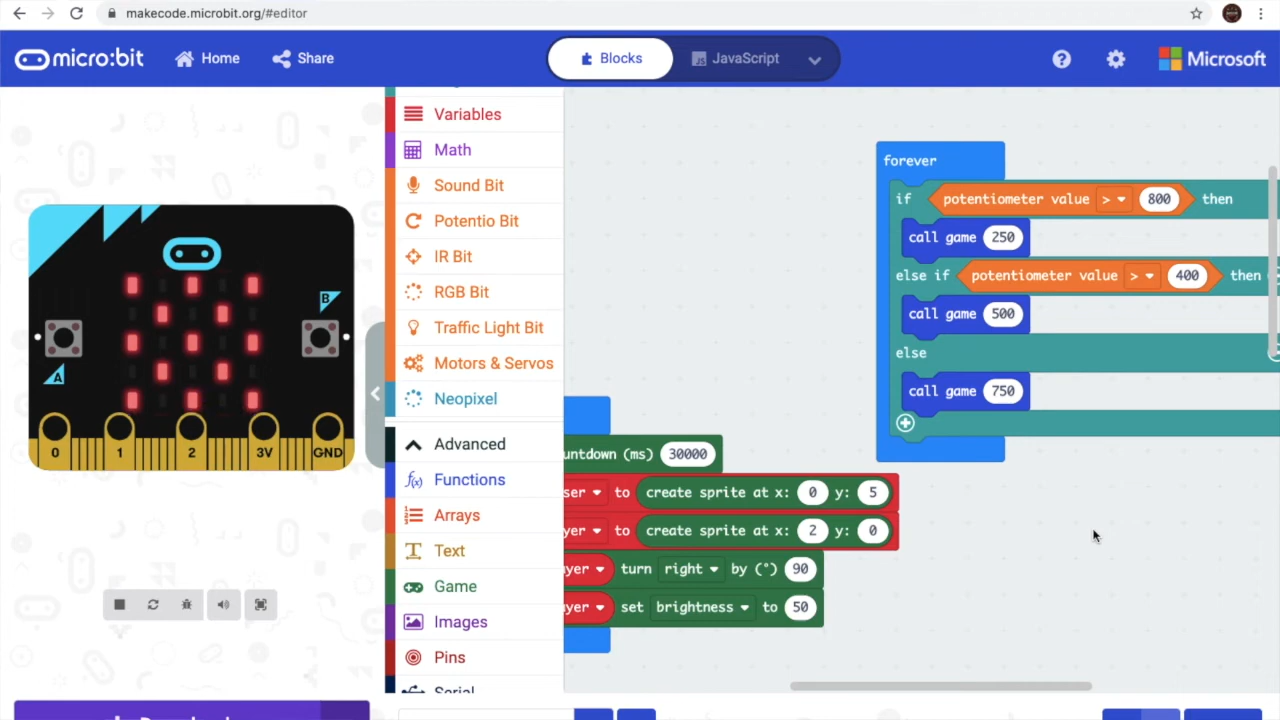 makecode.microbit.org/#editor
micro:bit Home Share Blocks JavaScript ? Microsoft
Variables
Math
Sound Bit
Potentio Bit
IR Bit
RGB Bit
Traffic Light Bit
Motors & Servos
Neopixel
Advanced
f(x) Functions
Arrays
T Text
Game
Images
Pins
Serial
A
B
0 1 2 3V GND
untdown (ms) 30000
ser to create sprite at x: 0 y: 5
yer to create sprite at x: 2 y: 0
yer turn right by (°) 90
yer set brightness to 50
forever
if potentiometer value > 800 then
call game 250
else if potentiometer value > 400 then
call game 500
else
call game 750